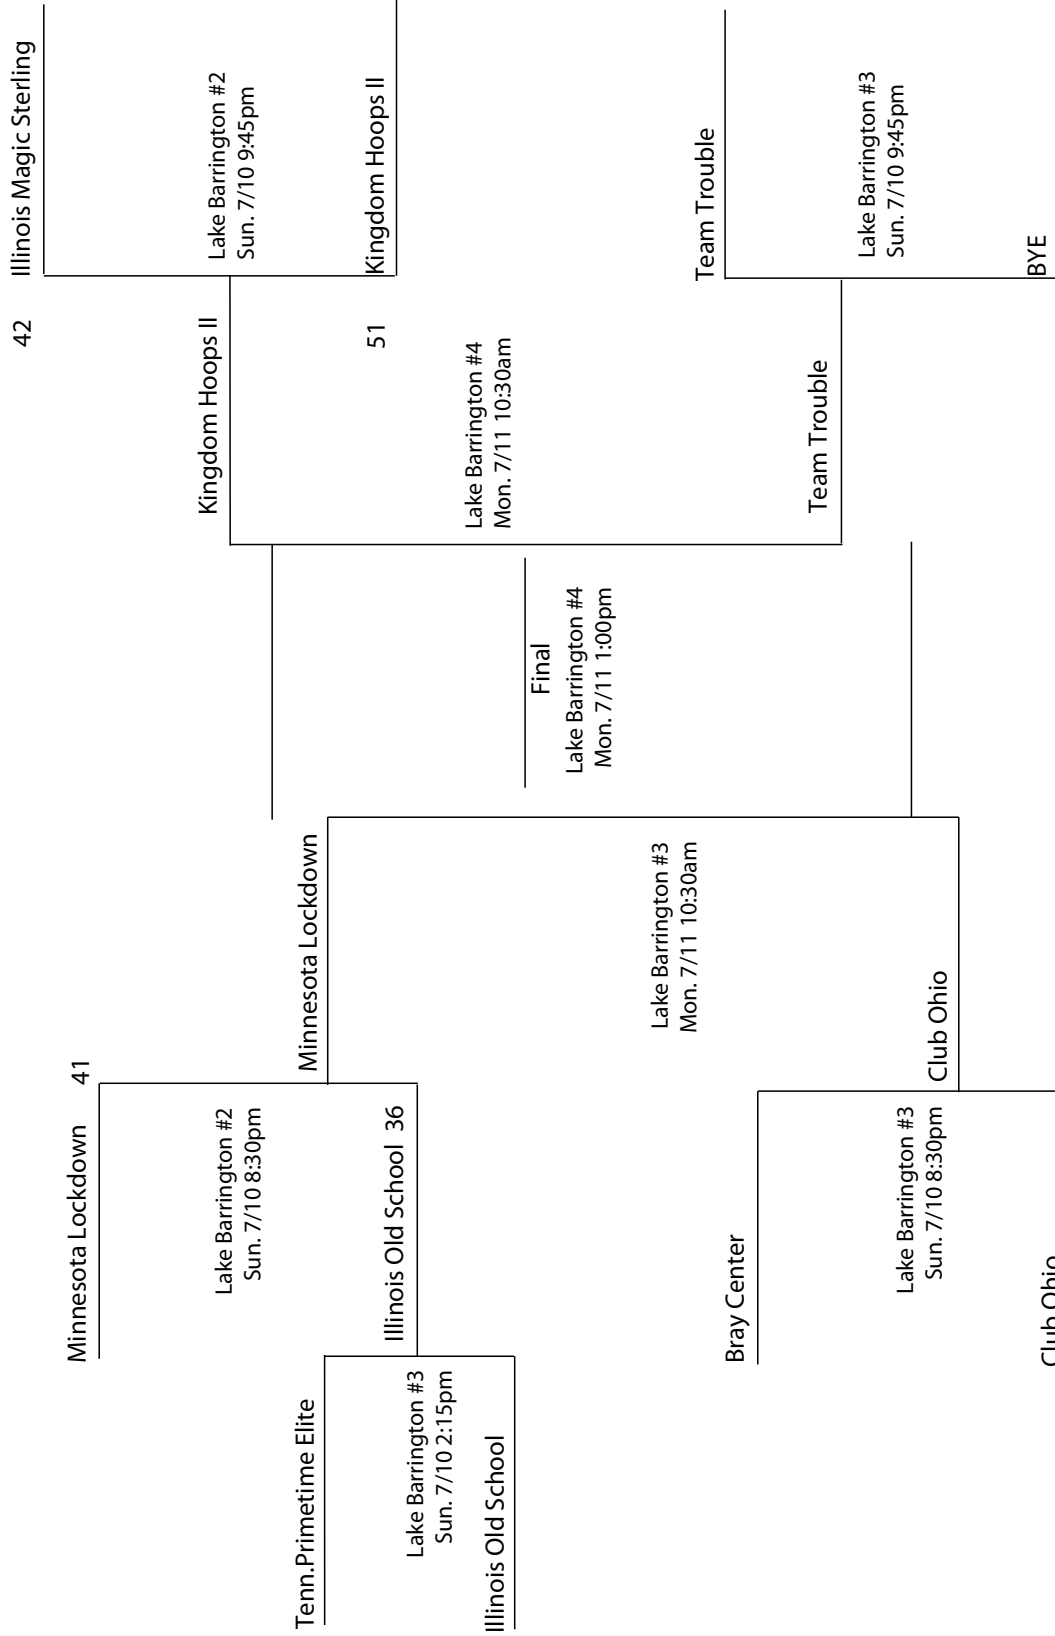 Tenn.Primetime Elite
Lake Barrington #3
Sun. 7/10 2:15pm
Illinois Old School
Minnesota Lockdown
41
Lake Barrington #2
Sun. 7/10 8:30pm
Illinois Old School 36
Minnesota Lockdown
Bray Center
Lake Barrington #3
Sun. 7/10 8:30pm
Club Ohio
Club Ohio
Lake Barrington #3
Mon. 7/11 10:30am
Final
Lake Barrington #4
Mon. 7/11 1:00pm
Kingdom Hoops II
Lake Barrington #4
Mon. 7/11 10:30am
Team Trouble
42
Illinois Magic Sterling
Lake Barrington #2
Sun. 7/10 9:45pm
51
Kingdom Hoops II
Team Trouble
Lake Barrington #3
Sun. 7/10 9:45pm
BYE